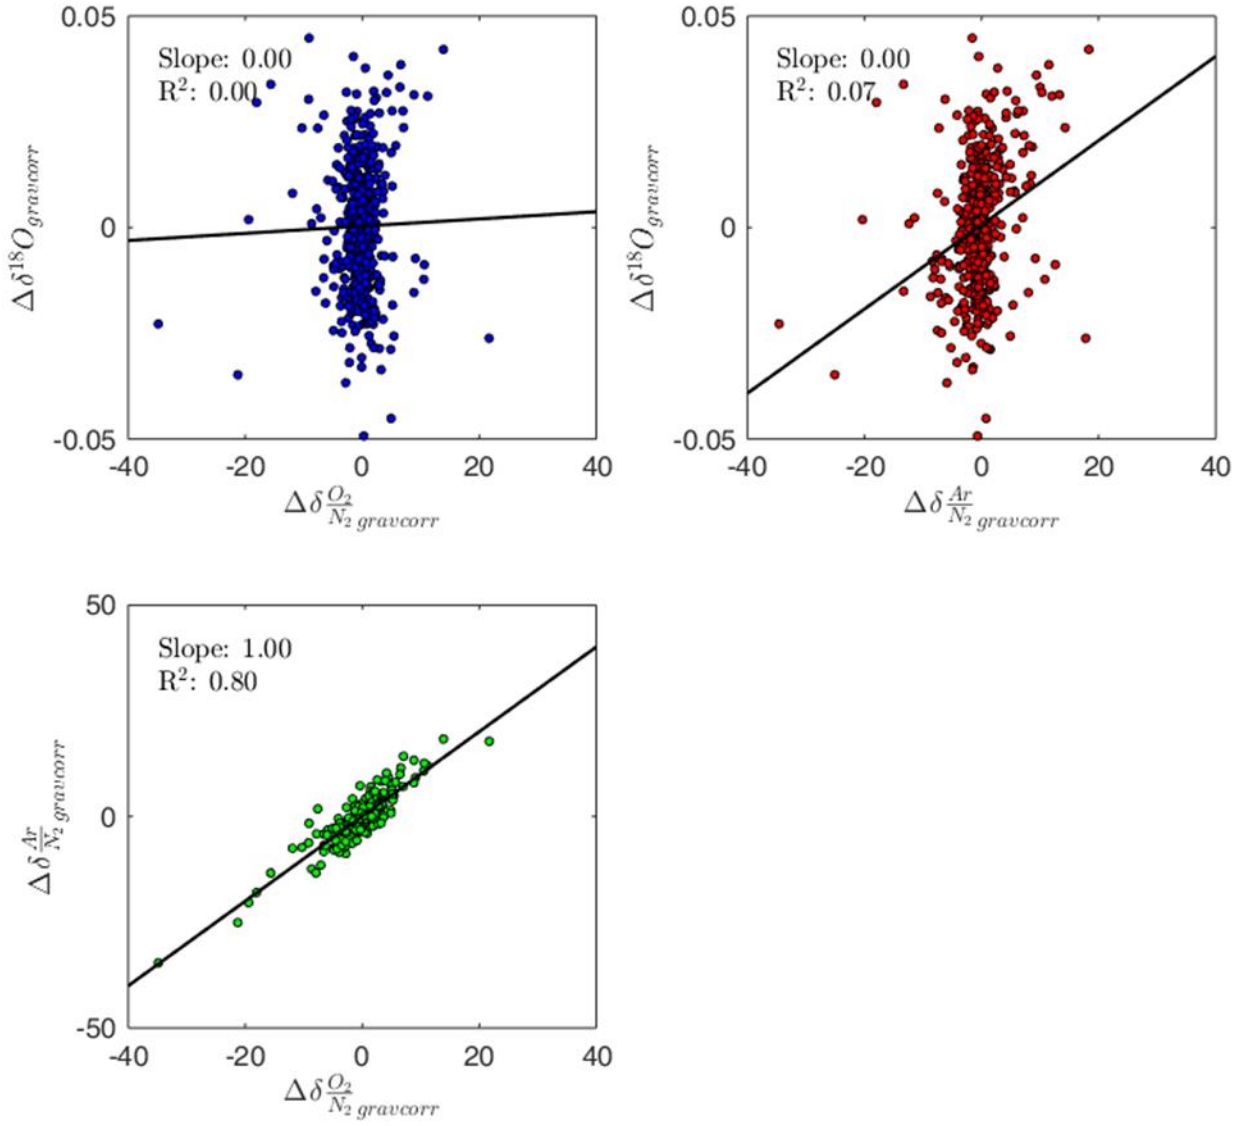 0.05
Slope: 0.00
R²: 0.00
0
-0.05
Δδ¹⁸O_gravcorr
-40 -20 0 20 40
Δδ O₂/N₂ gravcorr
0.05
Slope: 0.00
R²: 0.07
0
-0.05
Δδ¹⁸O_gravcorr
-40 -20 0 20 40
Δδ Ar/N₂ gravcorr
50
Slope: 1.00
R²: 0.80
0
-50
Δδ Ar/N₂ gravcorr
-40 -20 0 20 40
Δδ O₂/N₂ gravcorr